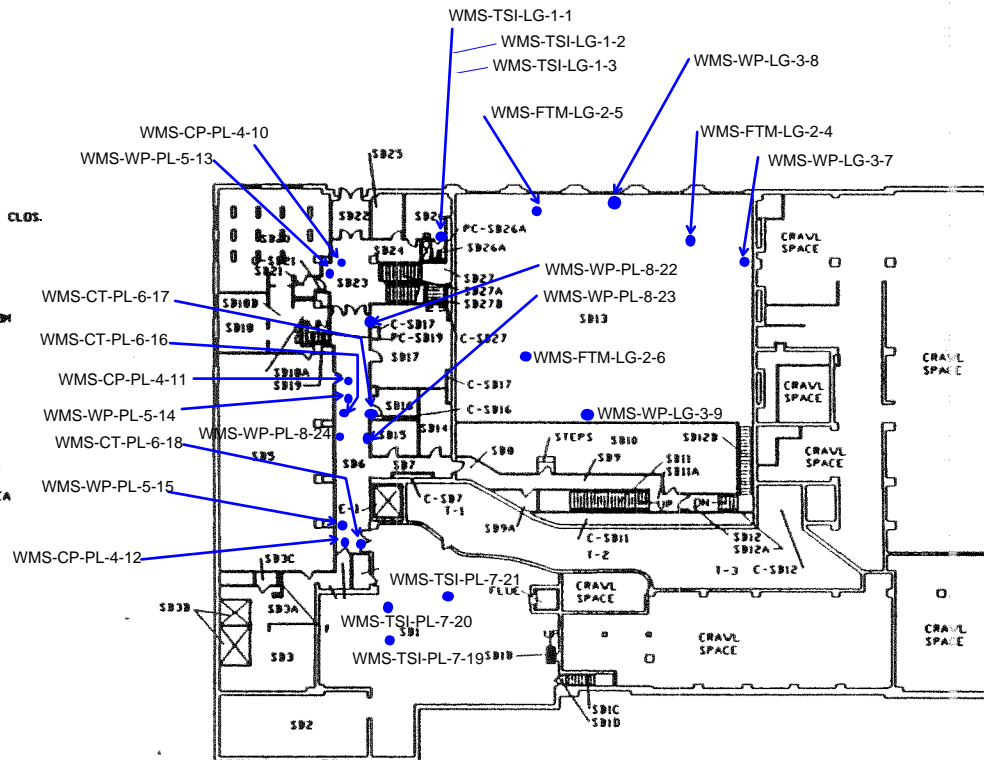 WMS-TSI-LG-1-1
WMS-TSI-LG-1-2
WMS-TSI-LG-1-3
WMS-WP-LG-3-8
WMS-FTM-LG-2-5
WMS-CP-PL-4-10
WMS-FTM-LG-2-4
WMS-WP-PL-5-13
SB25
WMS-WP-LG-3-7
CLOS.
SB22
PC-SB26A
CRAWL
SPACE
SB20
SB24
SB26A
SB21
SB23
SB27
WMS-WP-PL-8-22
SB27A
WMS-CT-PL-6-17
SB27B
WMS-WP-PL-8-23
SB18D
SB13
SB18
C-SB17
PC-SB19
C-SB27
WMS-CT-PL-6-16
SB17
WMS-FTM-LG-2-6
CRAWL
SPACE
SB18A
SB19
WMS-CP-PL-4-11
C-SB17
CRAWL
SPACE
WMS-WP-PL-5-14
SB16
C-SB16
WMS-WP-LG-3-9
WMS-CT-PL-6-18
WMS-WP-PL-8-24
SB15
SB14
STEPS
SB10
SB12B
SB5
SB6
SB7
SB8
SB9
SB11
SB11A
CRAWL
SPACE
WMS-WP-PL-5-15
C-SB7
T-1
UP
DN
SB9A
C-SB11
SB12
SB12A
WMS-CP-PL-4-12
SB3C
T-2
T-3
C-SB12
WMS-TSI-PL-7-21
FLUE
CRAWL
SPACE
SB3B
SB3A
WMS-TSI-PL-7-20
SB1
UP
CRAWL
SPACE
CRAWL
SPACE
SB3
WMS-TSI-PL-7-19
SB1B
SB2
SB1C
SB1D